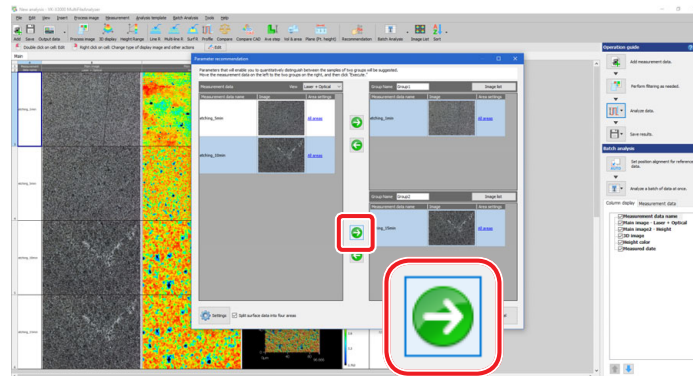 New analysis - VK-X3000 MultiFileAnalyzer
File Edit View Insert Process image Measurement Analysis template Batch Analysis Tools Help
Add Save Output data Process image 3D display Height Range Line R Multi-line R Surf R Profile Compare Compare CAD Ave step Vol & area Plane (Pt. height) Recommendation Batch Analysis Image List Sort
Double click on cell: Edit Right click on cell: Change type of display image and other actions Edit
Main
Parameter recommendation
Parameters that will enable you to quantitatively distinguish between the samples of two groups will be suggested.
Move the measurement data on the left to the two groups on the right, and then click "Execute."
Measurement data View Laser + Optical
Measurement data name Image Area settings
All areas
All areas
Group Name Group1 Image list
Measurement data name Image Area settings
All areas
Group Name Group2 Image list
Measurement data name Image Area settings
All areas
Settings Split surface data into four areas
Operation guide
Add measurement data.
Perform filtering as needed.
Analyze data.
Save results.
Batch analysis
Set position alignment for reference data.
Analyze a batch of data at once.
Column display Measurement data
Measurement data name
Main image - Laser + Optical
Main image2 - Height
3D image
Height color
Measured date